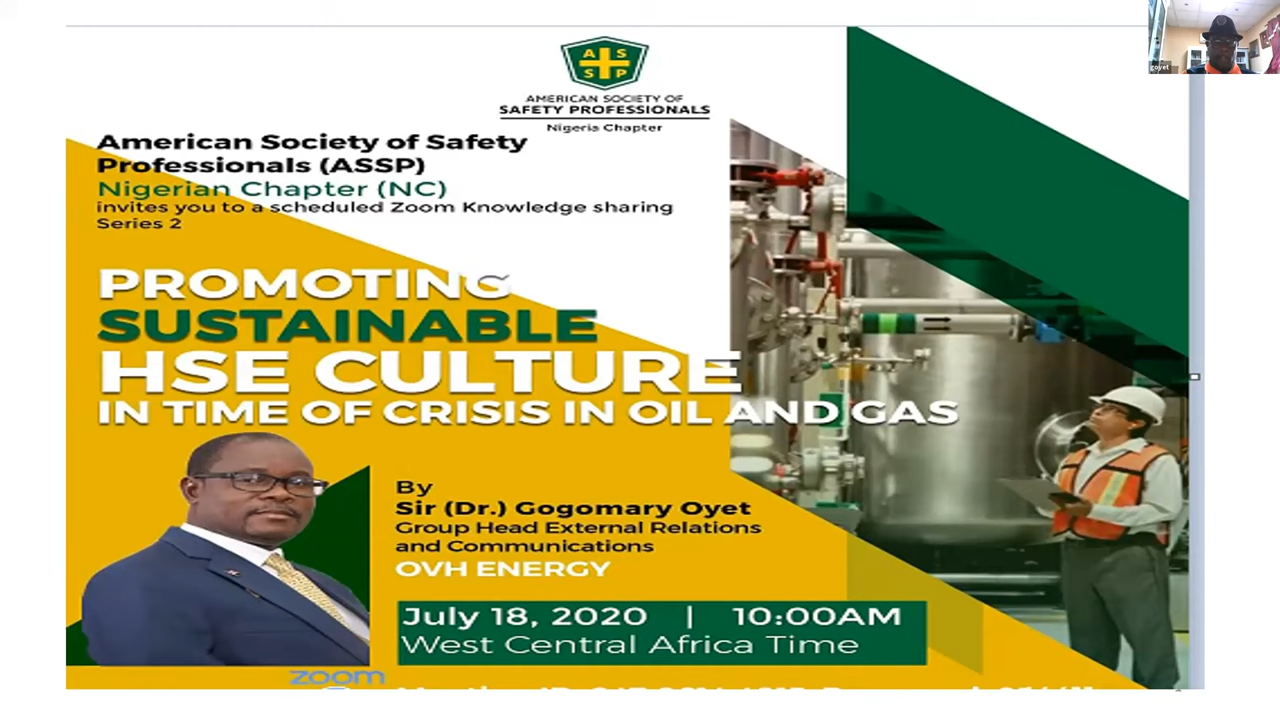 goyet
A S
S P
AMERICAN SOCIETY OF
SAFETY PROFESSIONALS
Nigeria Chapter
American Society of Safety
Professionals (ASSP)
Nigerian Chapter (NC)
invites you to a scheduled Zoom Knowledge sharing
Series 2
PROMOTING
SUSTAINABLE
HSE CULTURE
IN TIME OF CRISIS IN OIL AND GAS
By
Sir (Dr.) Gogomary Oyet
Group Head External Relations
and Communications
OVH ENERGY
July 18, 2020 | 10:00AM
West Central Africa Time
zoom